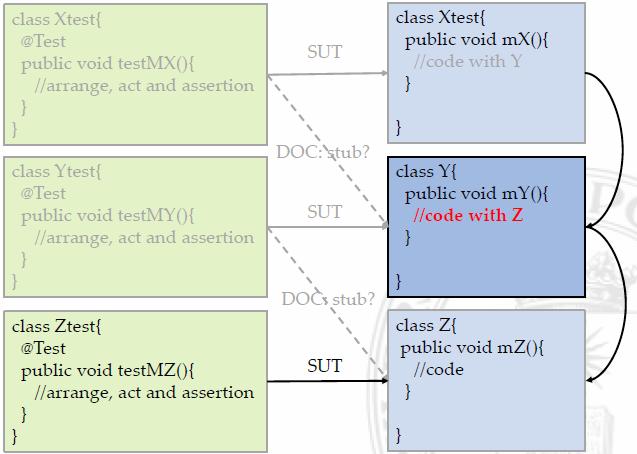 class Xtest{
@Test
public void testMX(){
//arrange, act and assertion
}
}
SUT
class Xtest{
public void mX(){
//code with Y
}
}
DOC: stub?
class Ytest{
@Test
public void testMY(){
//arrange, act and assertion
}
}
SUT
class Y{
public void mY(){
//code with Z
}
}
DOC: stub?
class Ztest{
@Test
public void testMZ(){
//arrange, act and assertion
}
}
SUT
class Z{
public void mZ(){
//code
}
}